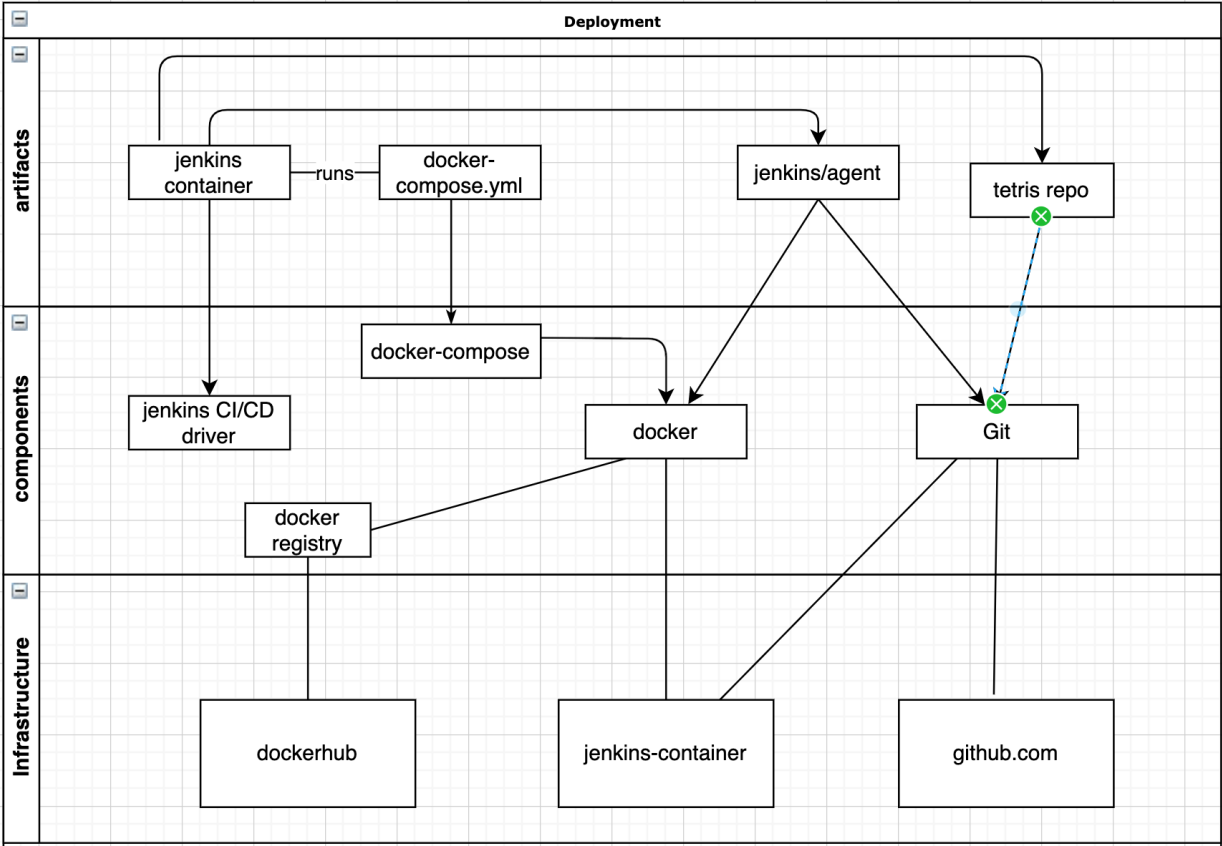 Deployment
artifacts
jenkins
container
runs
docker-
compose.yml
jenkins/agent
tetris repo
components
docker-compose
jenkins CI/CD
driver
docker
Git
docker
registry
Infrastructure
dockerhub
jenkins-container
github.com